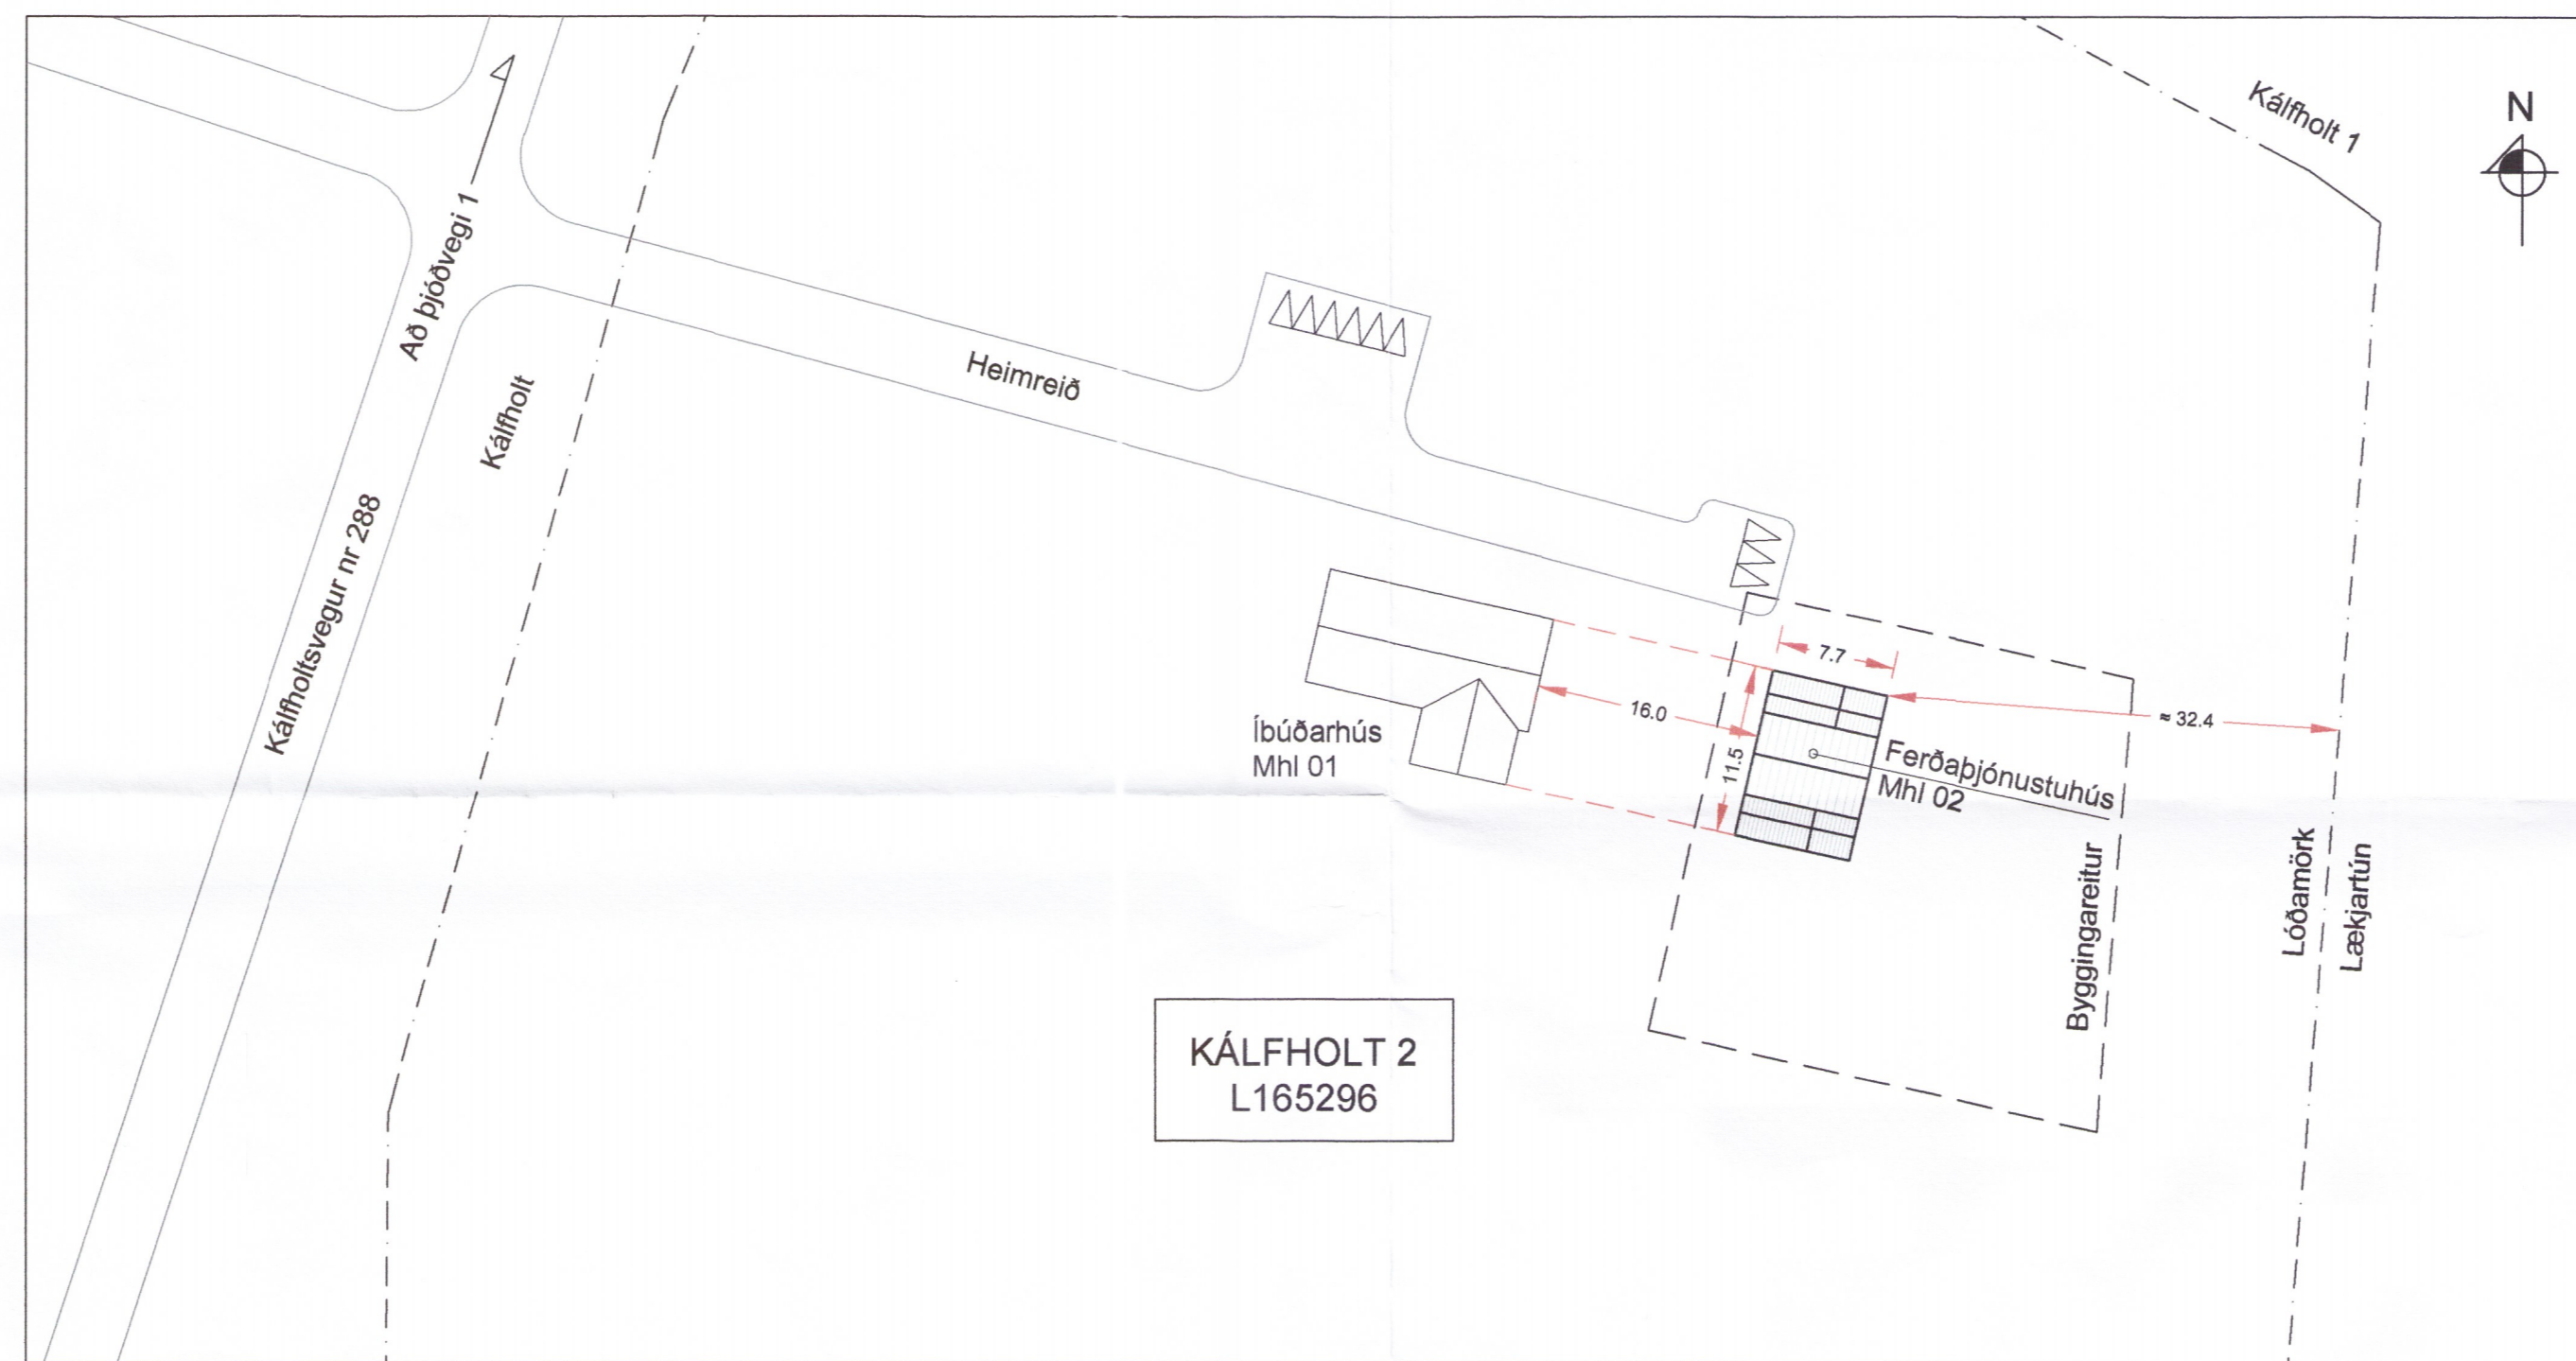 Kálfholt 1
N
Að þjóðvegi 1
Kálfholt
Heimreið
Kálfholtsvegur nr 288
7.7
16.0
≈ 32.4
11.5
Íbúðarhús
Mhl 01
Ferðaþjónustuhús
Mhl 02
Byggingareitur
Lóðamörk
Lækjartún
KÁLFHOLT 2
L165296